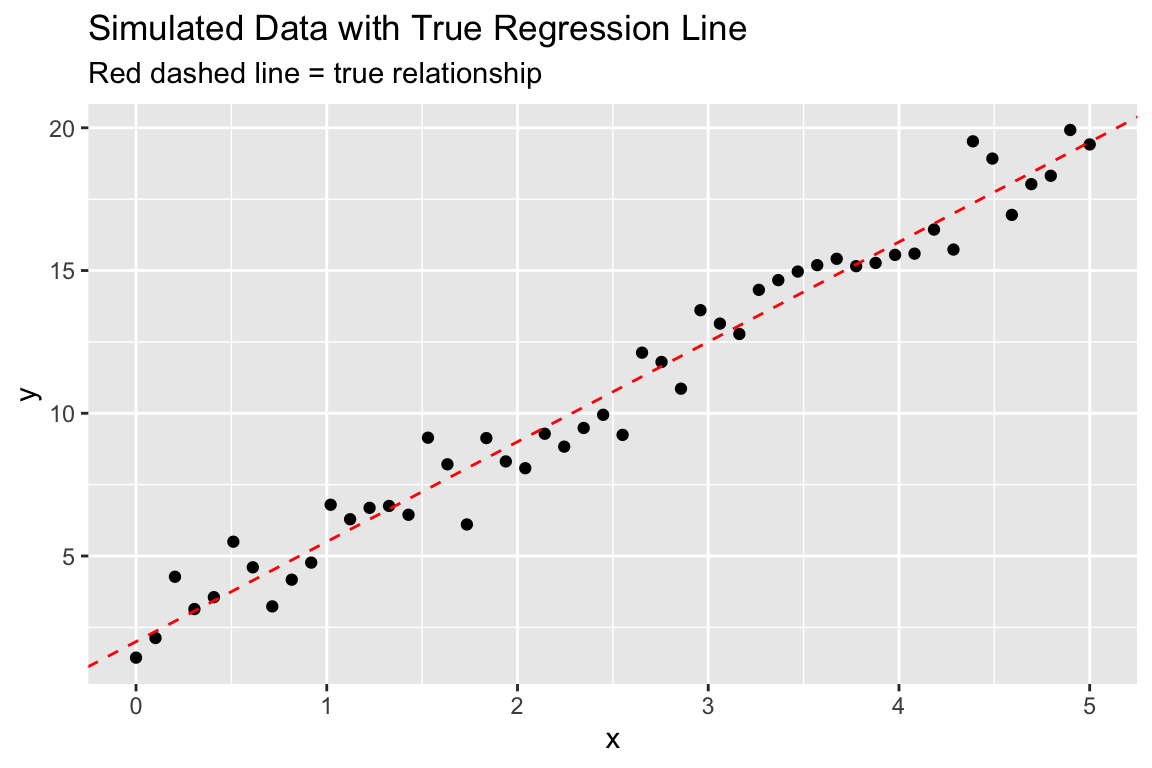 Simulated Data with True Regression Line
Red dashed line = true relationship
20
15
10
5
y
0 1 2 3 4 5
x